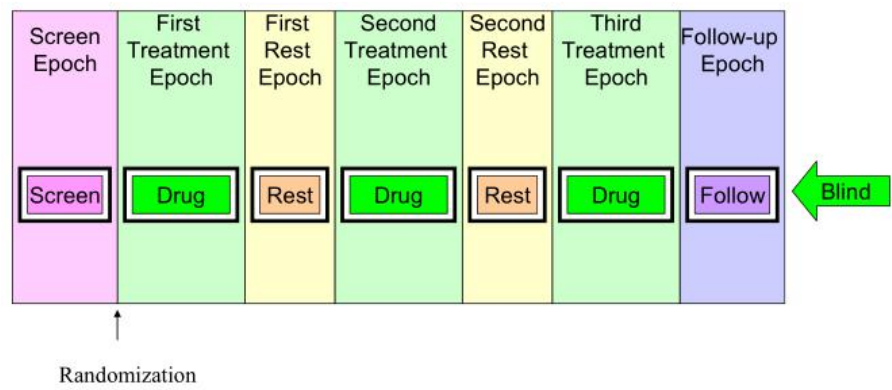 Screen
Epoch
First
Treatment
Epoch
First
Rest
Epoch
Second
Treatment
Epoch
Second
Rest
Epoch
Third
Treatment
Epoch
Follow-up
Epoch
Screen
Drug
Rest
Drug
Rest
Drug
Follow
Blind
Randomization